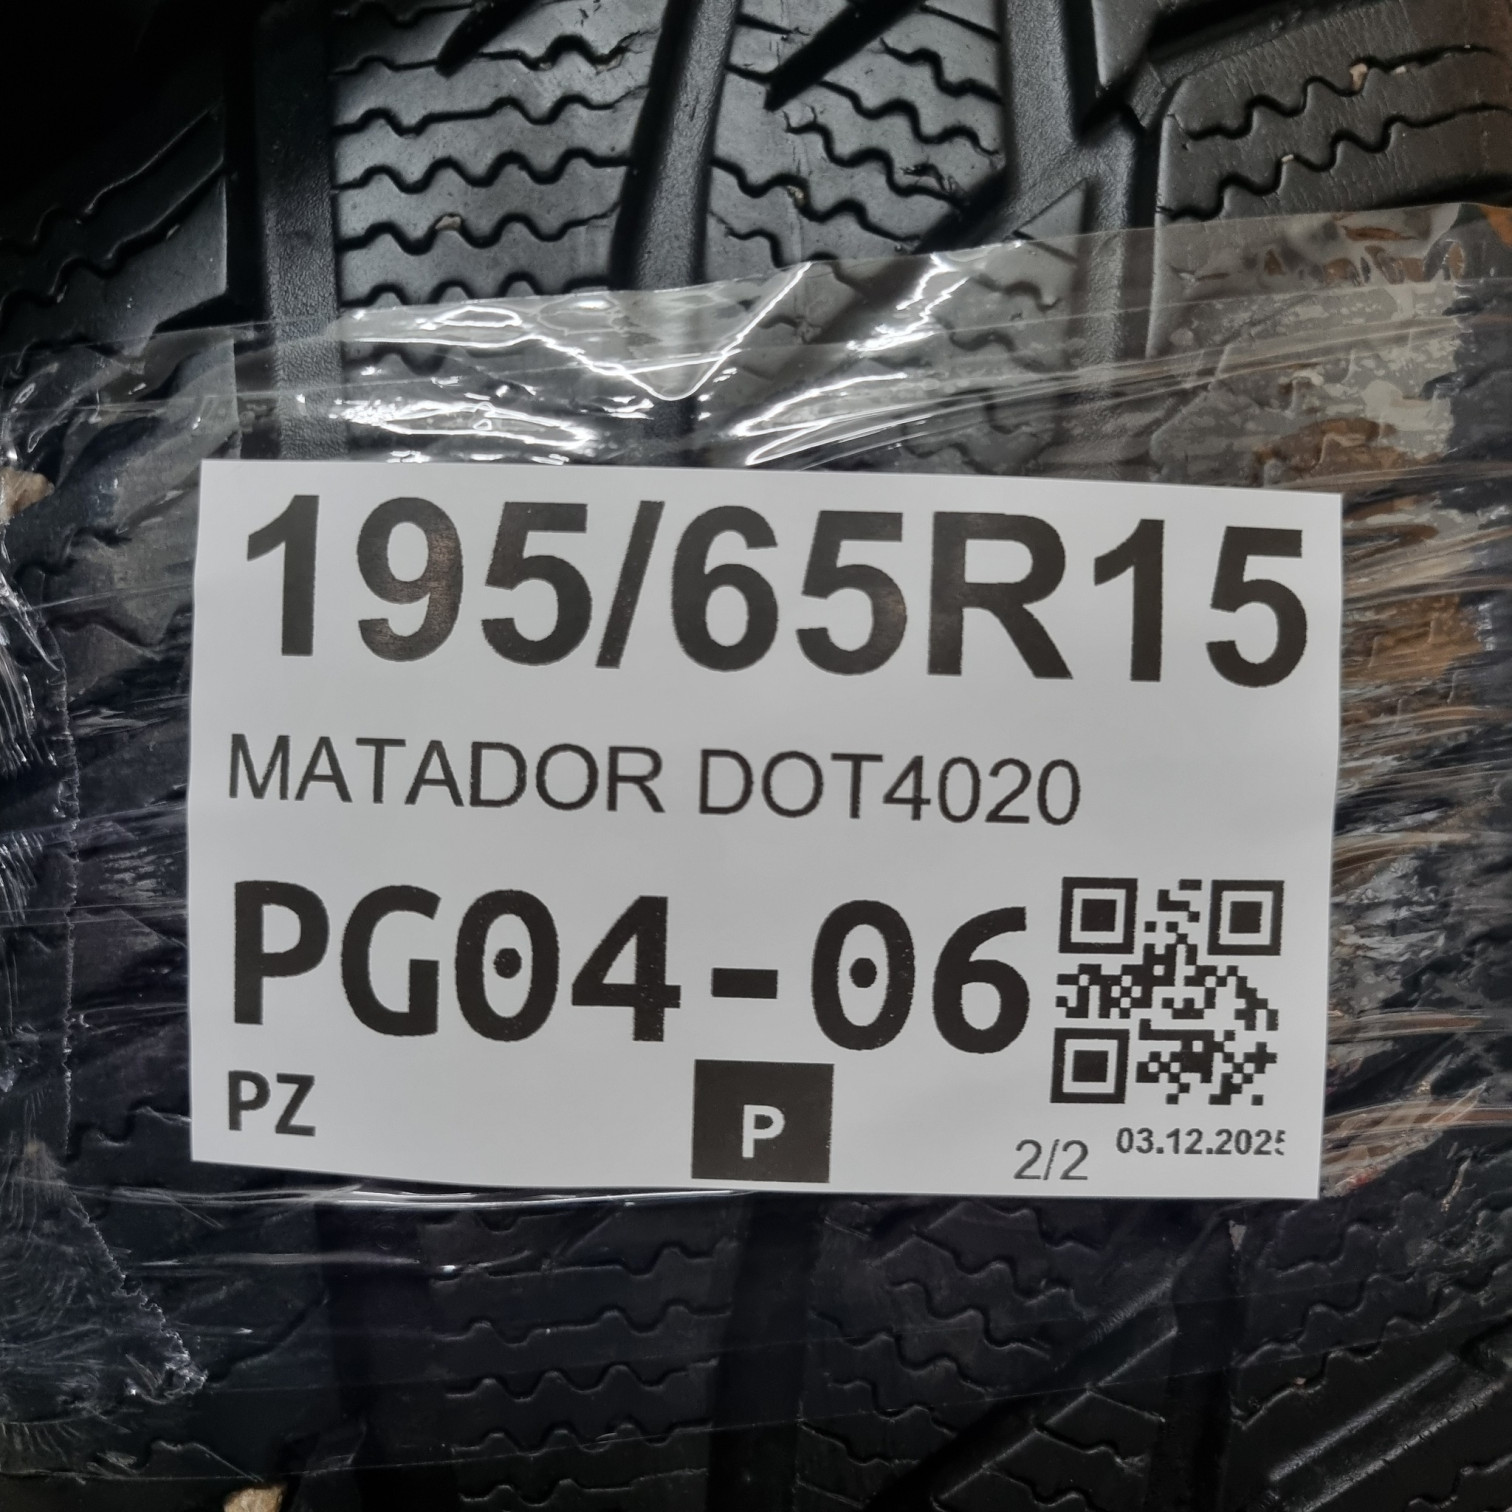 195/65R15
MATADOR DOT4020
PG04-06
PZ
P
2/2
03.12.2025